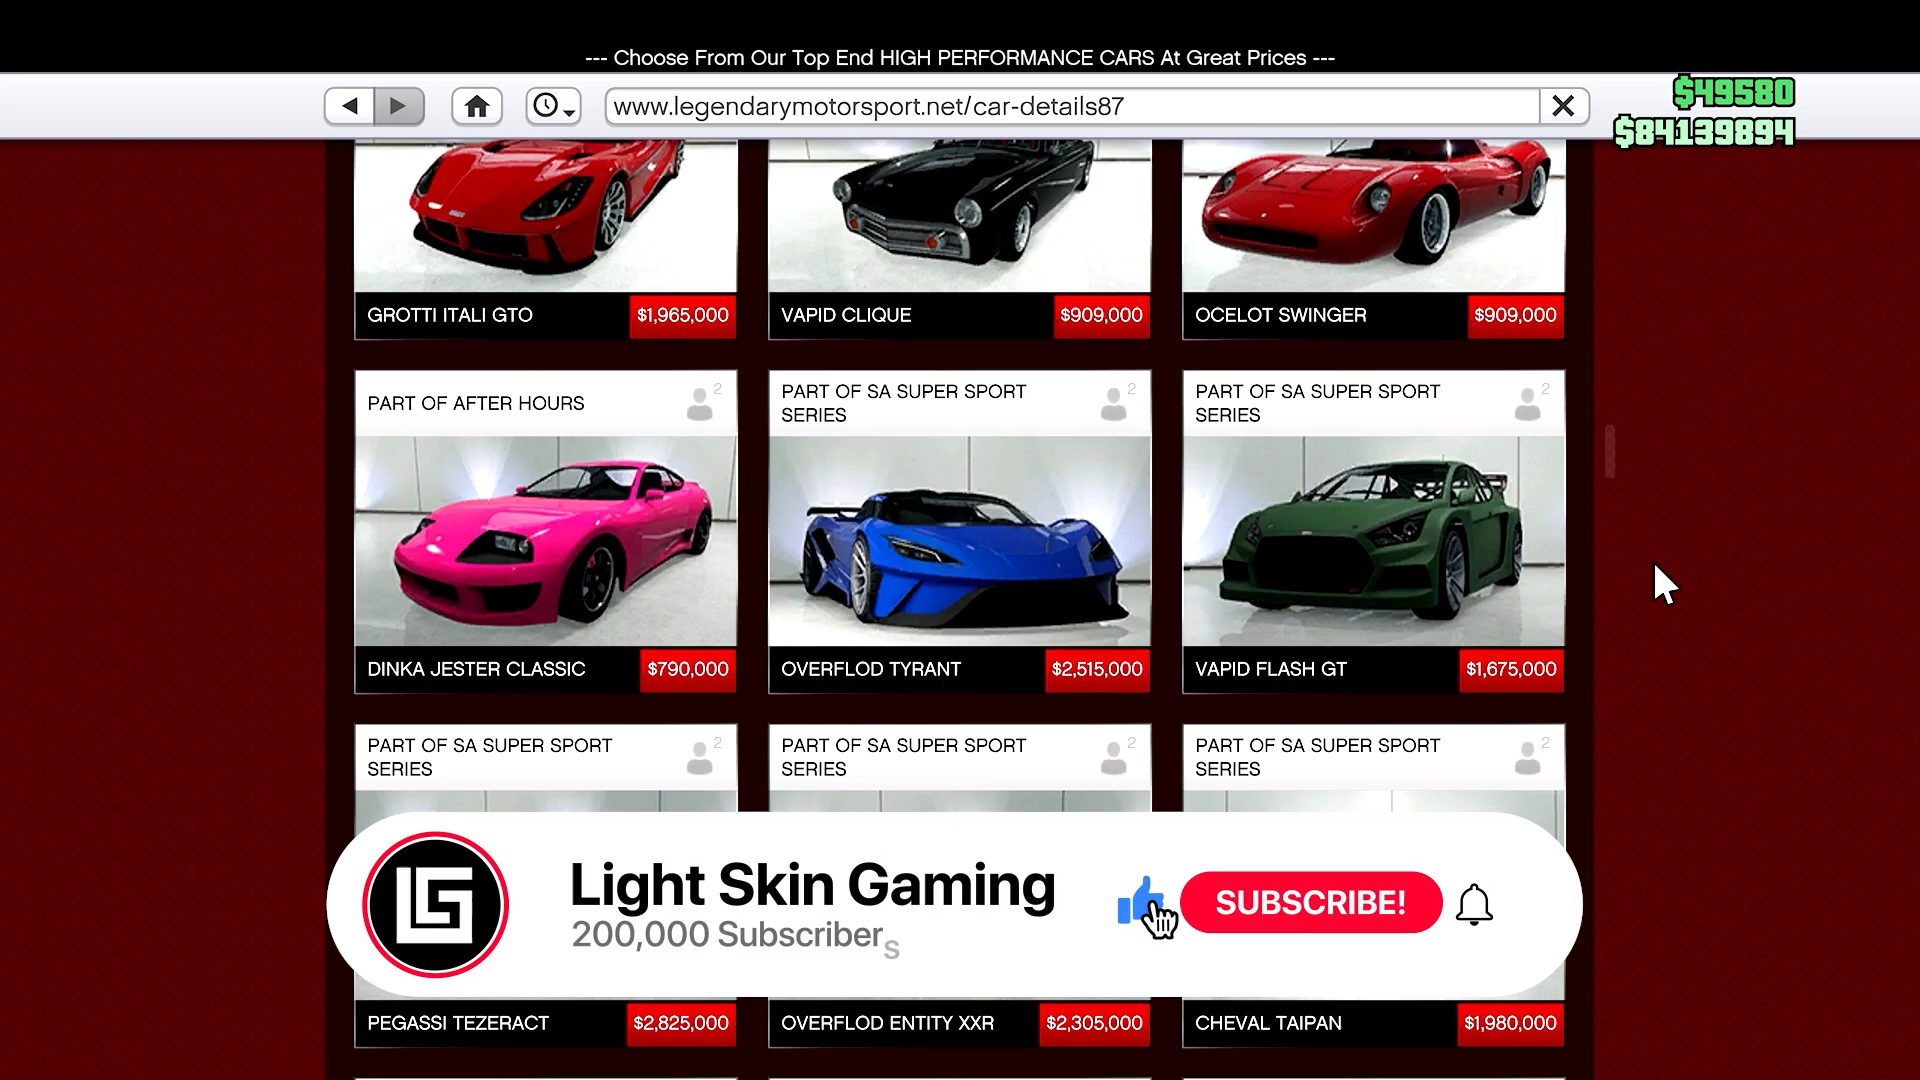 --- Choose From Our Top End HIGH PERFORMANCE CARS At Great Prices ---
www.legendarymotorsport.net/car-details87
$49580
$84139894
GROTTI ITALI GTO
$1,965,000
VAPID CLIQUE
$909,000
OCELOT SWINGER
$909,000
PART OF AFTER HOURS
2
PART OF SA SUPER SPORT
SERIES
2
PART OF SA SUPER SPORT
SERIES
2
DINKA JESTER CLASSIC
$790,000
OVERFLOD TYRANT
$2,515,000
VAPID FLASH GT
$1,675,000
PART OF SA SUPER SPORT
SERIES
2
PART OF SA SUPER SPORT
SERIES
2
PART OF SA SUPER SPORT
SERIES
2
LSG
Light Skin Gaming
200,000 Subscribers
SUBSCRIBE!
PEGASSI TEZERACT
$2,825,000
OVERFLOD ENTITY XXR
$2,305,000
CHEVAL TAIPAN
$1,980,000